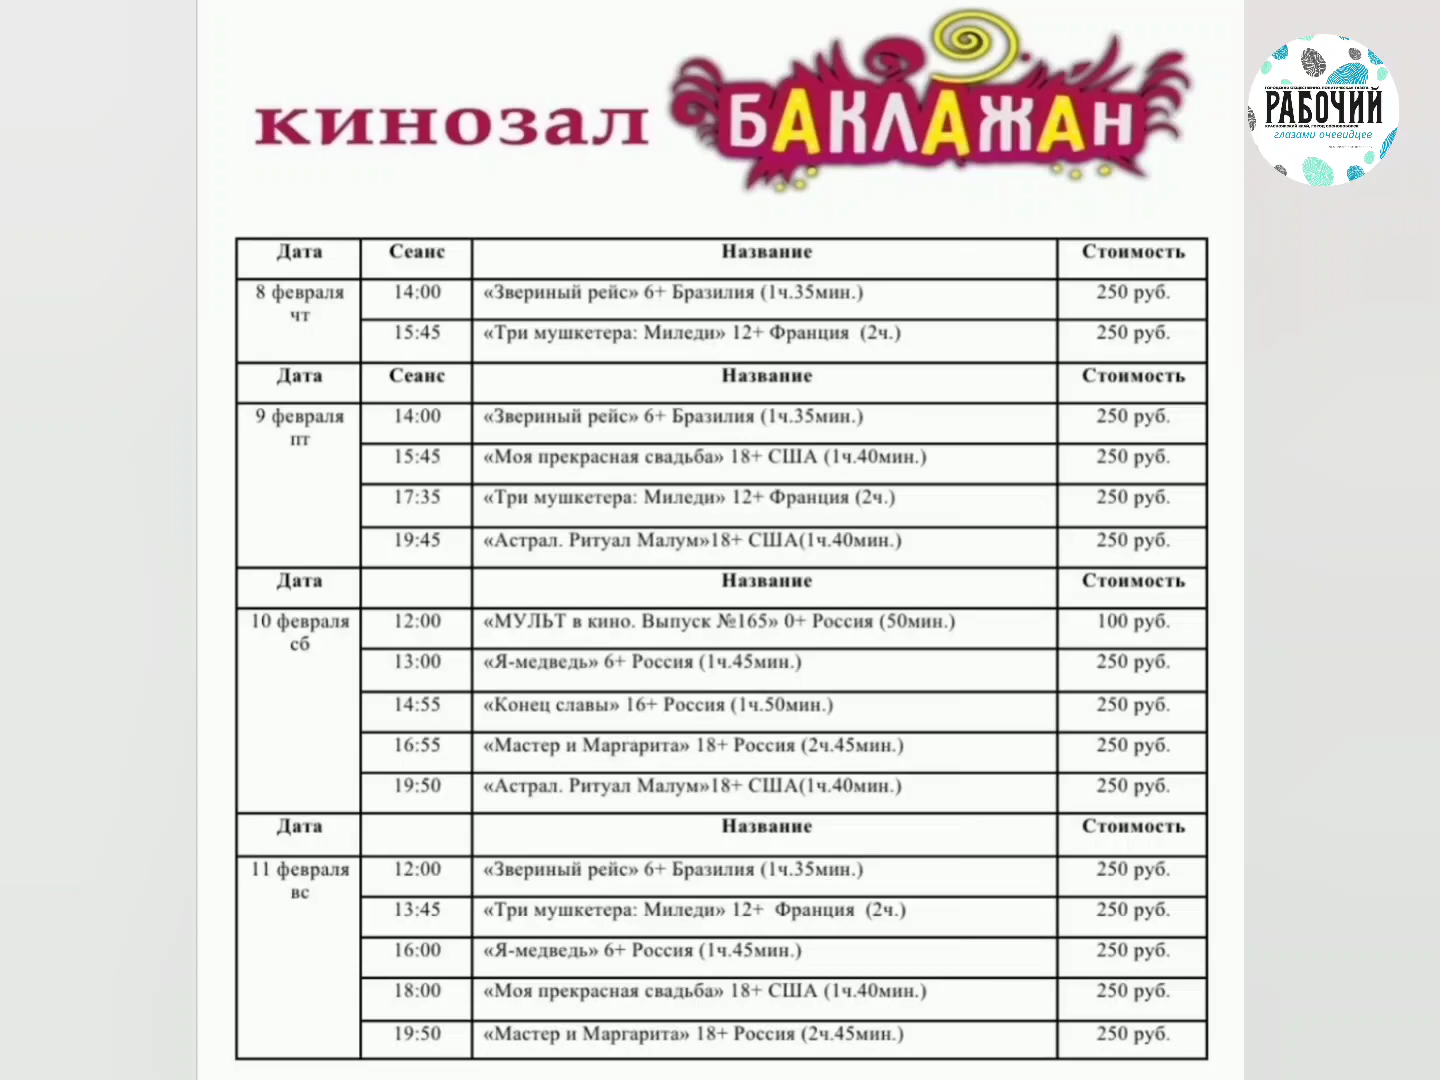 кинозал БАКЛАЖАН
РАБОЧИЙ
глазами очевидцев
Дата Сеанс Название Стоимость
8 февраля 14:00 «Звериный рейс» 6+ Бразилия (1ч.35мин.) 250 руб.
чт
15:45 «Три мушкетера: Миледи» 12+ Франция (2ч.) 250 руб.
Дата Сеанс Название Стоимость
9 февраля 14:00 «Звериный рейс» 6+ Бразилия (1ч.35мин.) 250 руб.
пт
15:45 «Моя прекрасная свадьба» 18+ США (1ч.40мин.) 250 руб.
17:35 «Три мушкетера: Миледи» 12+ Франция (2ч.) 250 руб.
19:45 «Астрал. Ритуал Малум»18+ США(1ч.40мин.) 250 руб.
Дата Название Стоимость
10 февраля 12:00 «МУЛЬТ в кино. Выпуск №165» 0+ Россия (50мин.) 100 руб.
сб
13:00 «Я-медведь» 6+ Россия (1ч.45мин.) 250 руб.
14:55 «Конец славы» 16+ Россия (1ч.50мин.) 250 руб.
16:55 «Мастер и Маргарита» 18+ Россия (2ч.45мин.) 250 руб.
19:50 «Астрал. Ритуал Малум»18+ США(1ч.40мин.) 250 руб.
Дата Название Стоимость
11 февраля 12:00 «Звериный рейс» 6+ Бразилия (1ч.35мин.) 250 руб.
вс
13:45 «Три мушкетера: Миледи» 12+ Франция (2ч.) 250 руб.
16:00 «Я-медведь» 6+ Россия (1ч.45мин.) 250 руб.
18:00 «Моя прекрасная свадьба» 18+ США (1ч.40мин.) 250 руб.
19:50 «Мастер и Маргарита» 18+ Россия (2ч.45мин.) 250 руб.